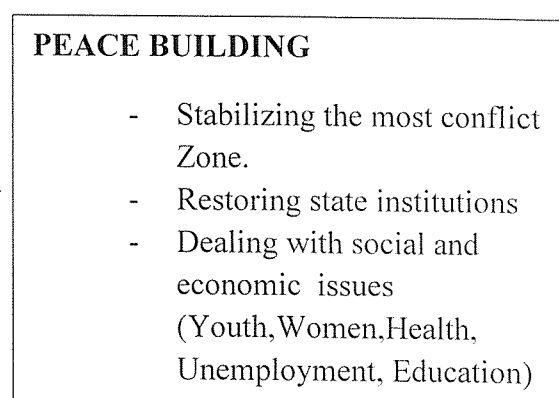 PEACE BUILDING
- Stabilizing the most conflict
Zone.
- Restoring state institutions
- Dealing with social and
economic issues
(Youth,Women,Health,
Unemployment, Education)